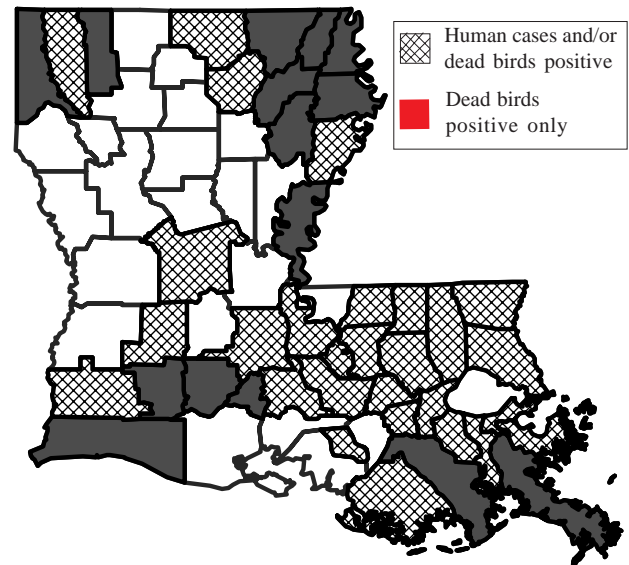 Human cases and/or
dead birds positive
Dead birds
positive only